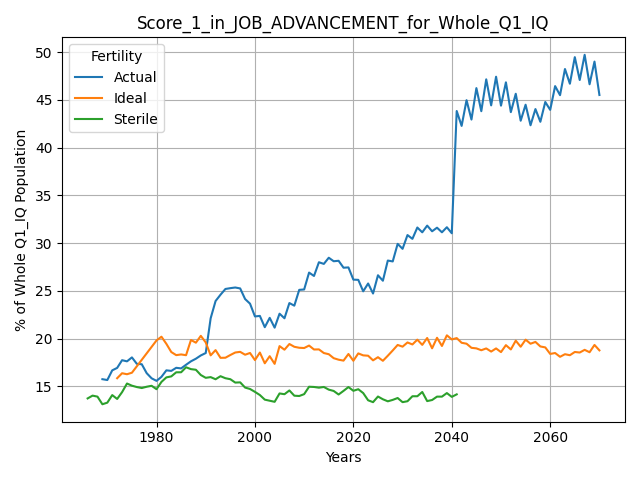 Score_1_in_JOB_ADVANCEMENT_for_Whole_Q1_IQ
Fertility
Actual
Ideal
Sterile
% of Whole Q1_IQ Population
50
45
40
35
30
25
20
15
1980
2000
2020
2040
2060
Years